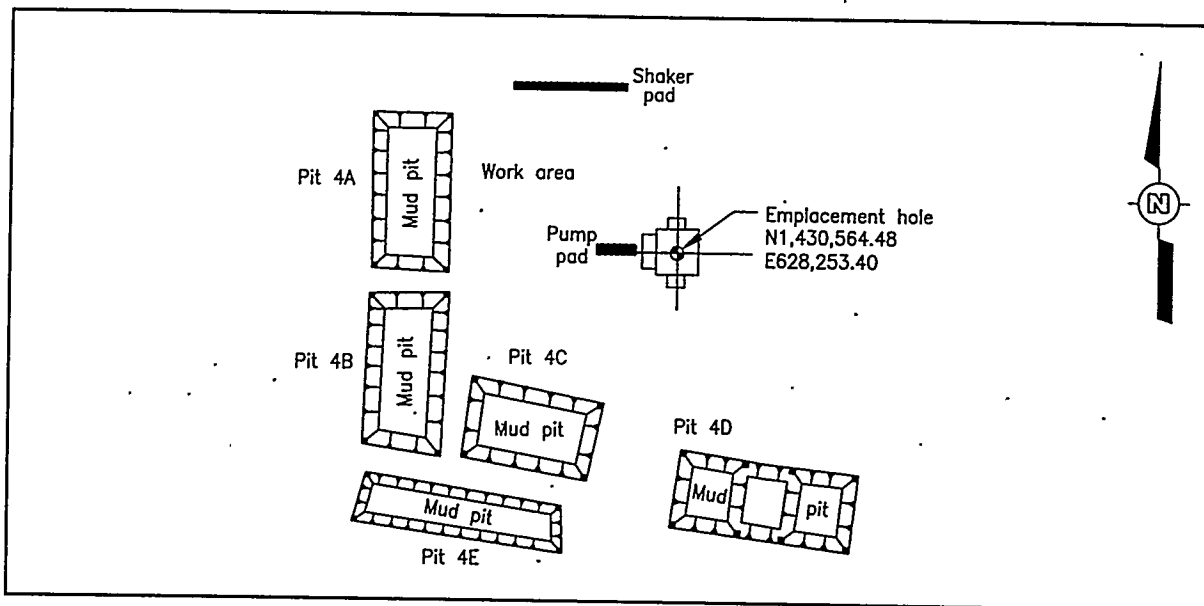 Shaker
pad
Pit 4A
Mud pit
Work area
Pump
pad
Emplacement hole
N1,430,564.48
E628,253.40
N
Pit 4B
Mud pit
Pit 4C
Mud pit
Pit 4D
Mud pit
Mud pit
Pit 4E